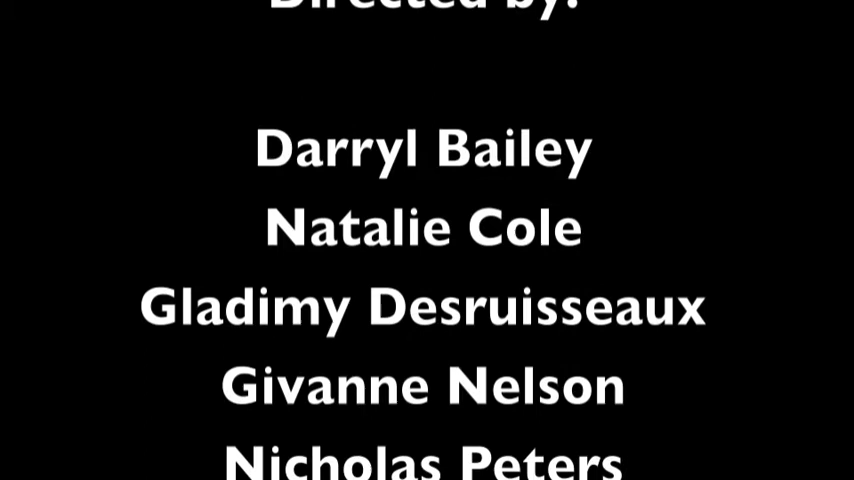 Directed by:
Darryl Bailey
Natalie Cole
Gladimy Desruisseaux
Givanne Nelson
Nicholas Peters